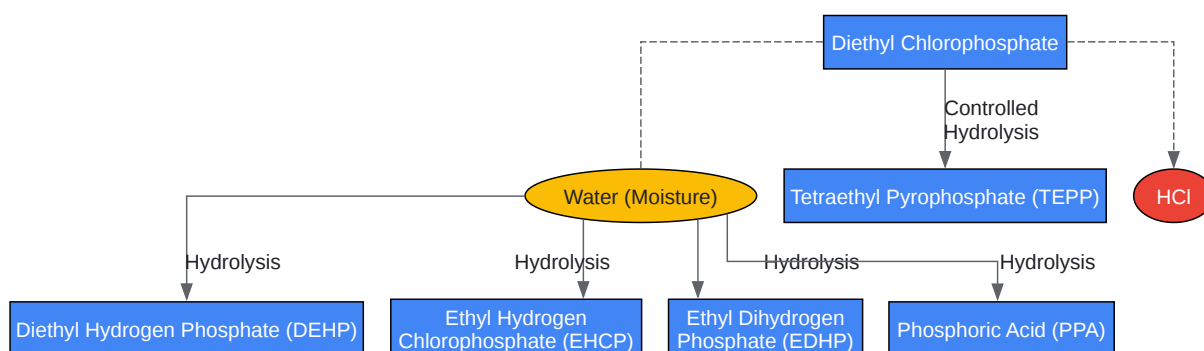 Diethyl Chlorophosphate
Controlled
Hydrolysis
Water (Moisture)
Tetraethyl Pyrophosphate (TEPP)
HCl
Hydrolysis
Hydrolysis
Hydrolysis
Hydrolysis
Diethyl Hydrogen Phosphate (DEHP)
Ethyl Hydrogen
Chlorophosphate (EHCP)
Ethyl Dihydrogen
Phosphate (EDHP)
Phosphoric Acid (PPA)